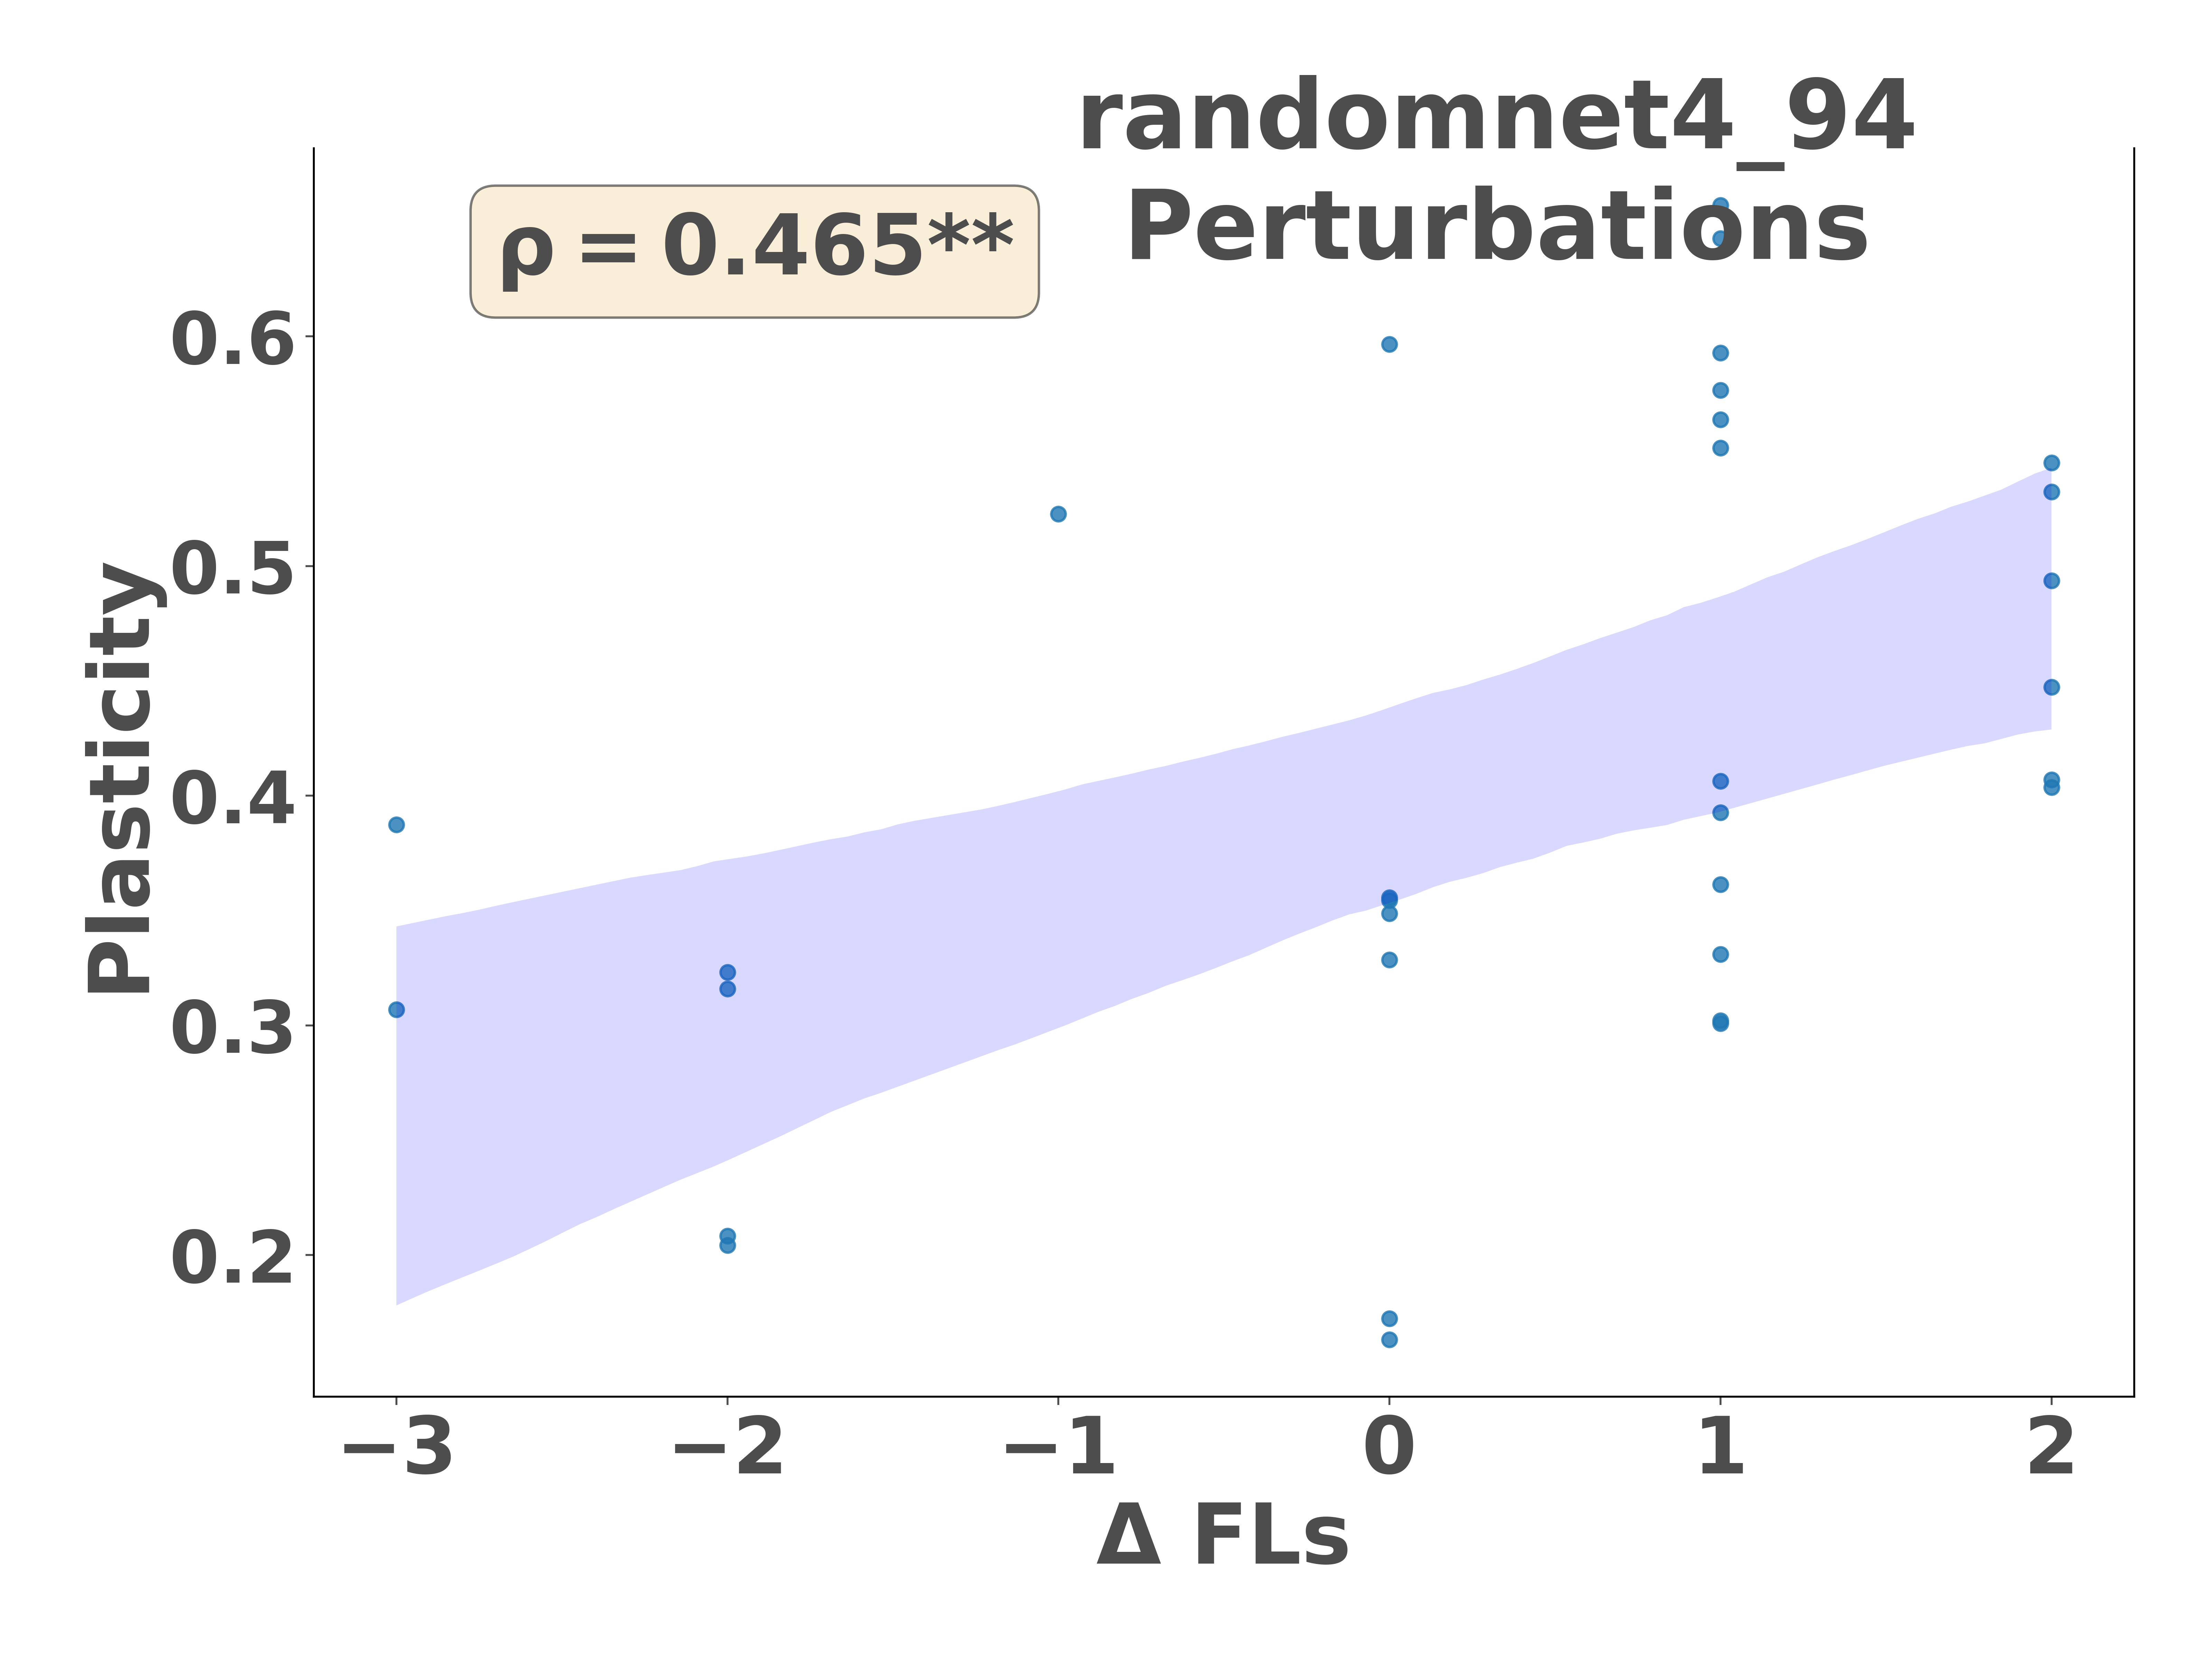 randomnet4_94
Perturbations
ρ = 0.465**
Plasticity
0.6
0.5
0.4
0.3
0.2
−3 −2 −1 0 1 2
Δ FLs